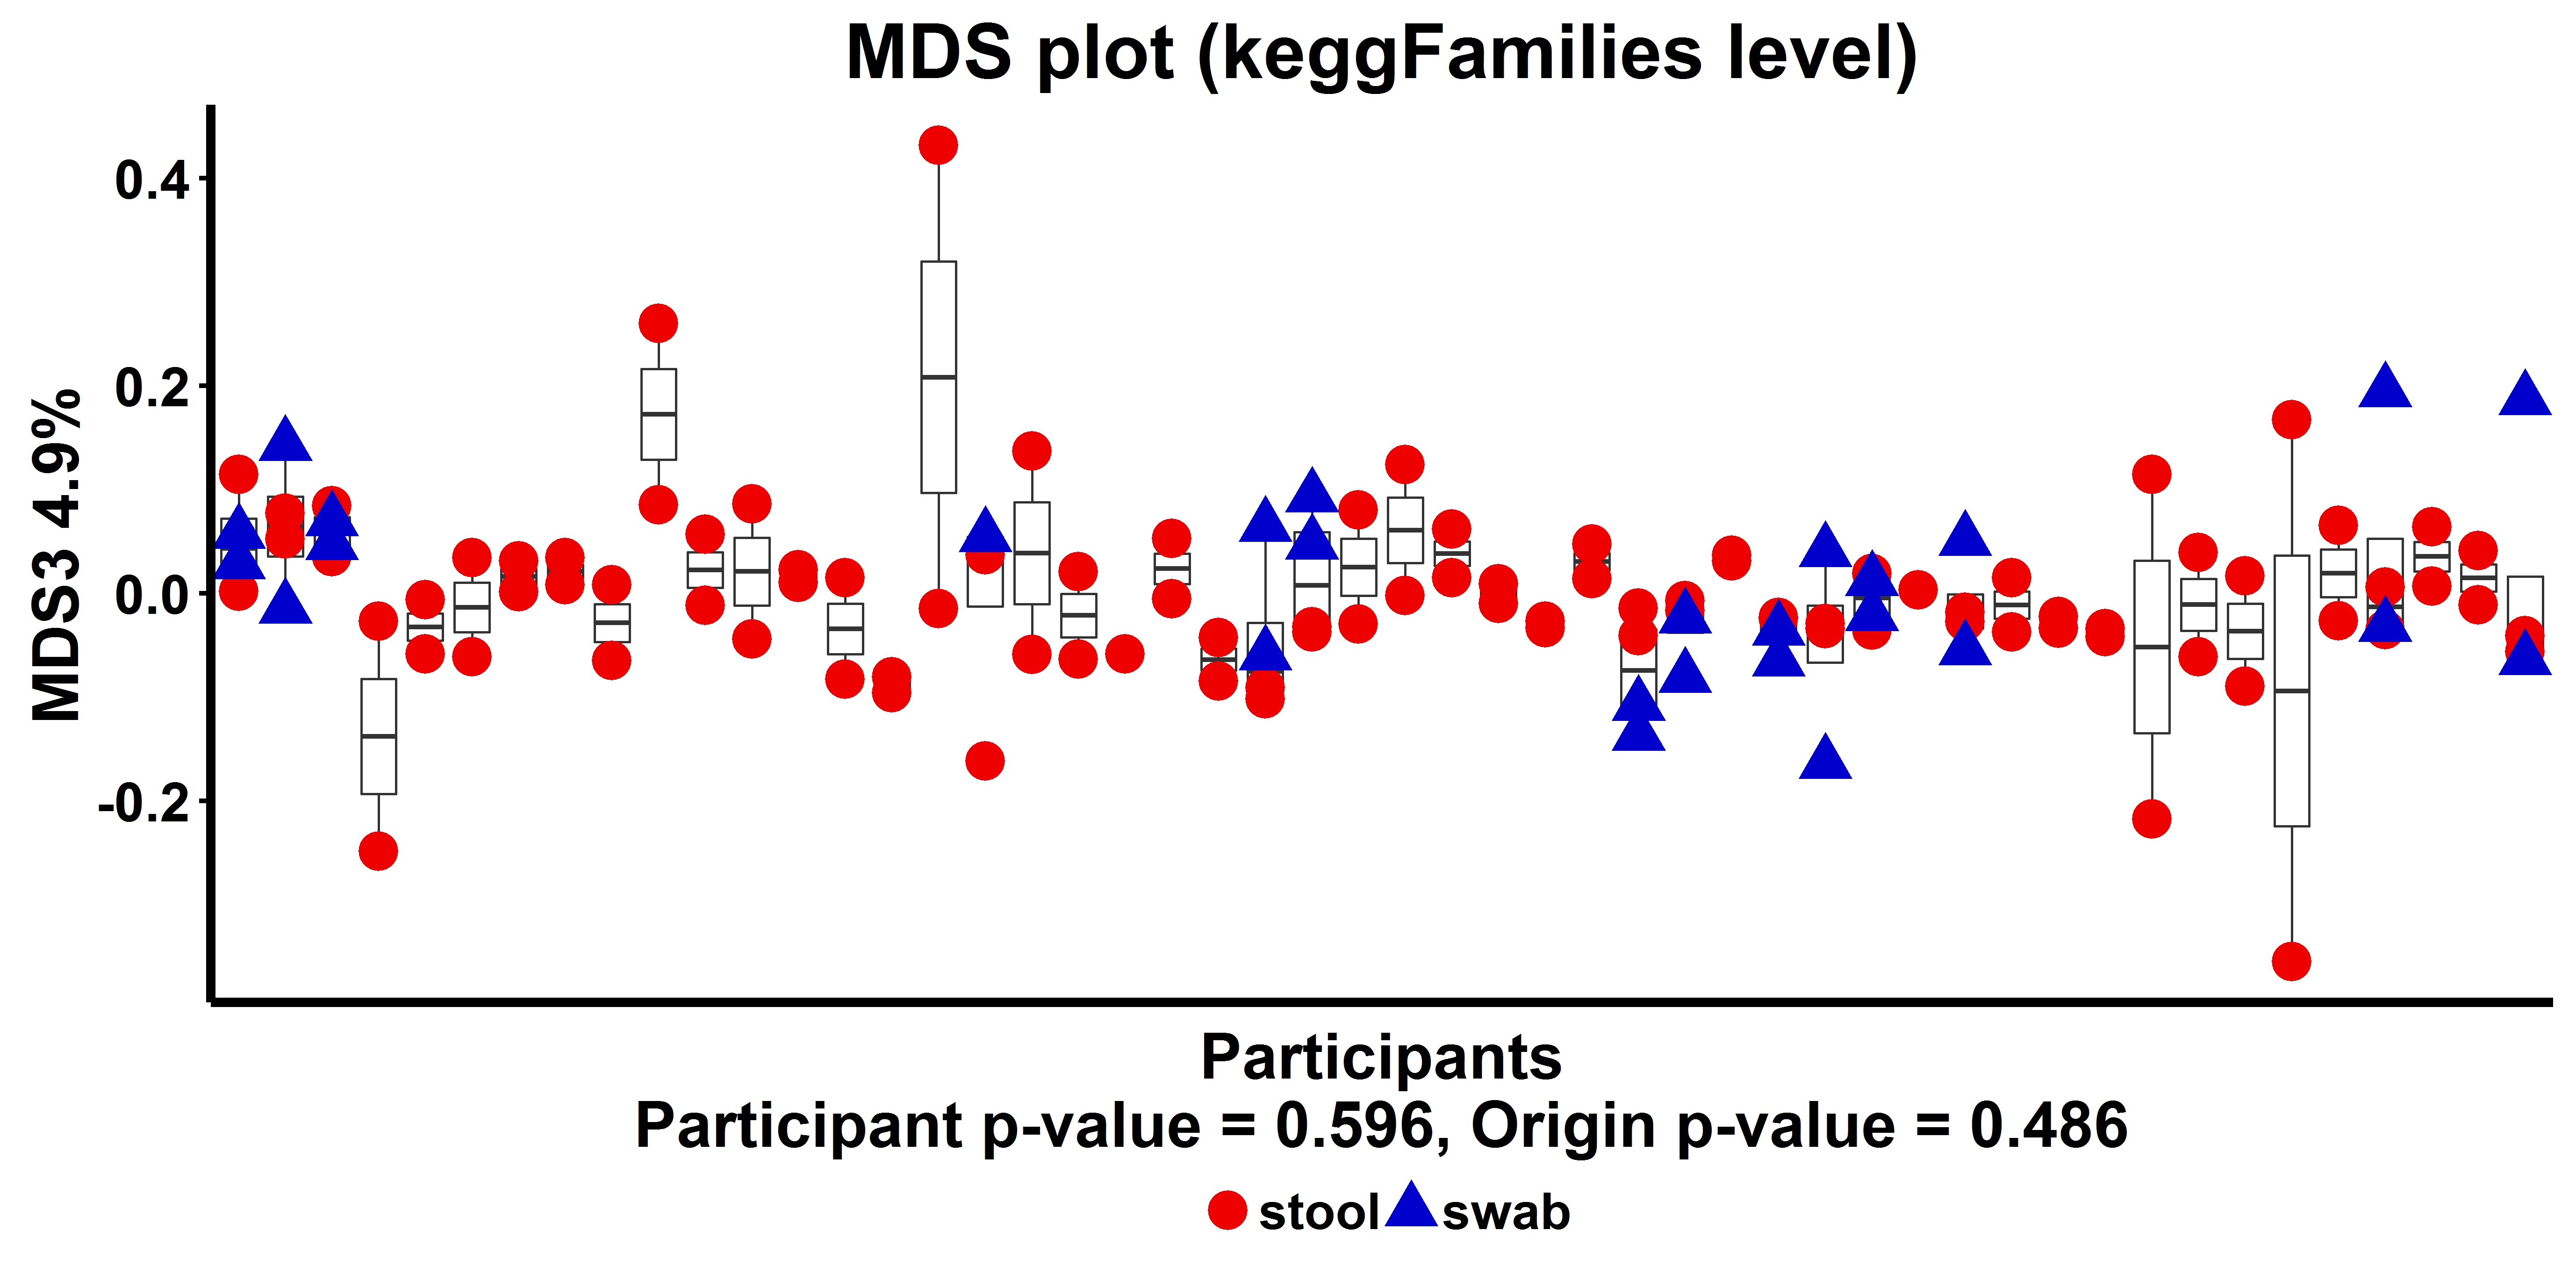 MDS plot (keggFamilies level)
MDS3 4.9%
0.4
0.2
0.0
-0.2
Participants
Participant p-value = 0.596, Origin p-value = 0.486
stool swab